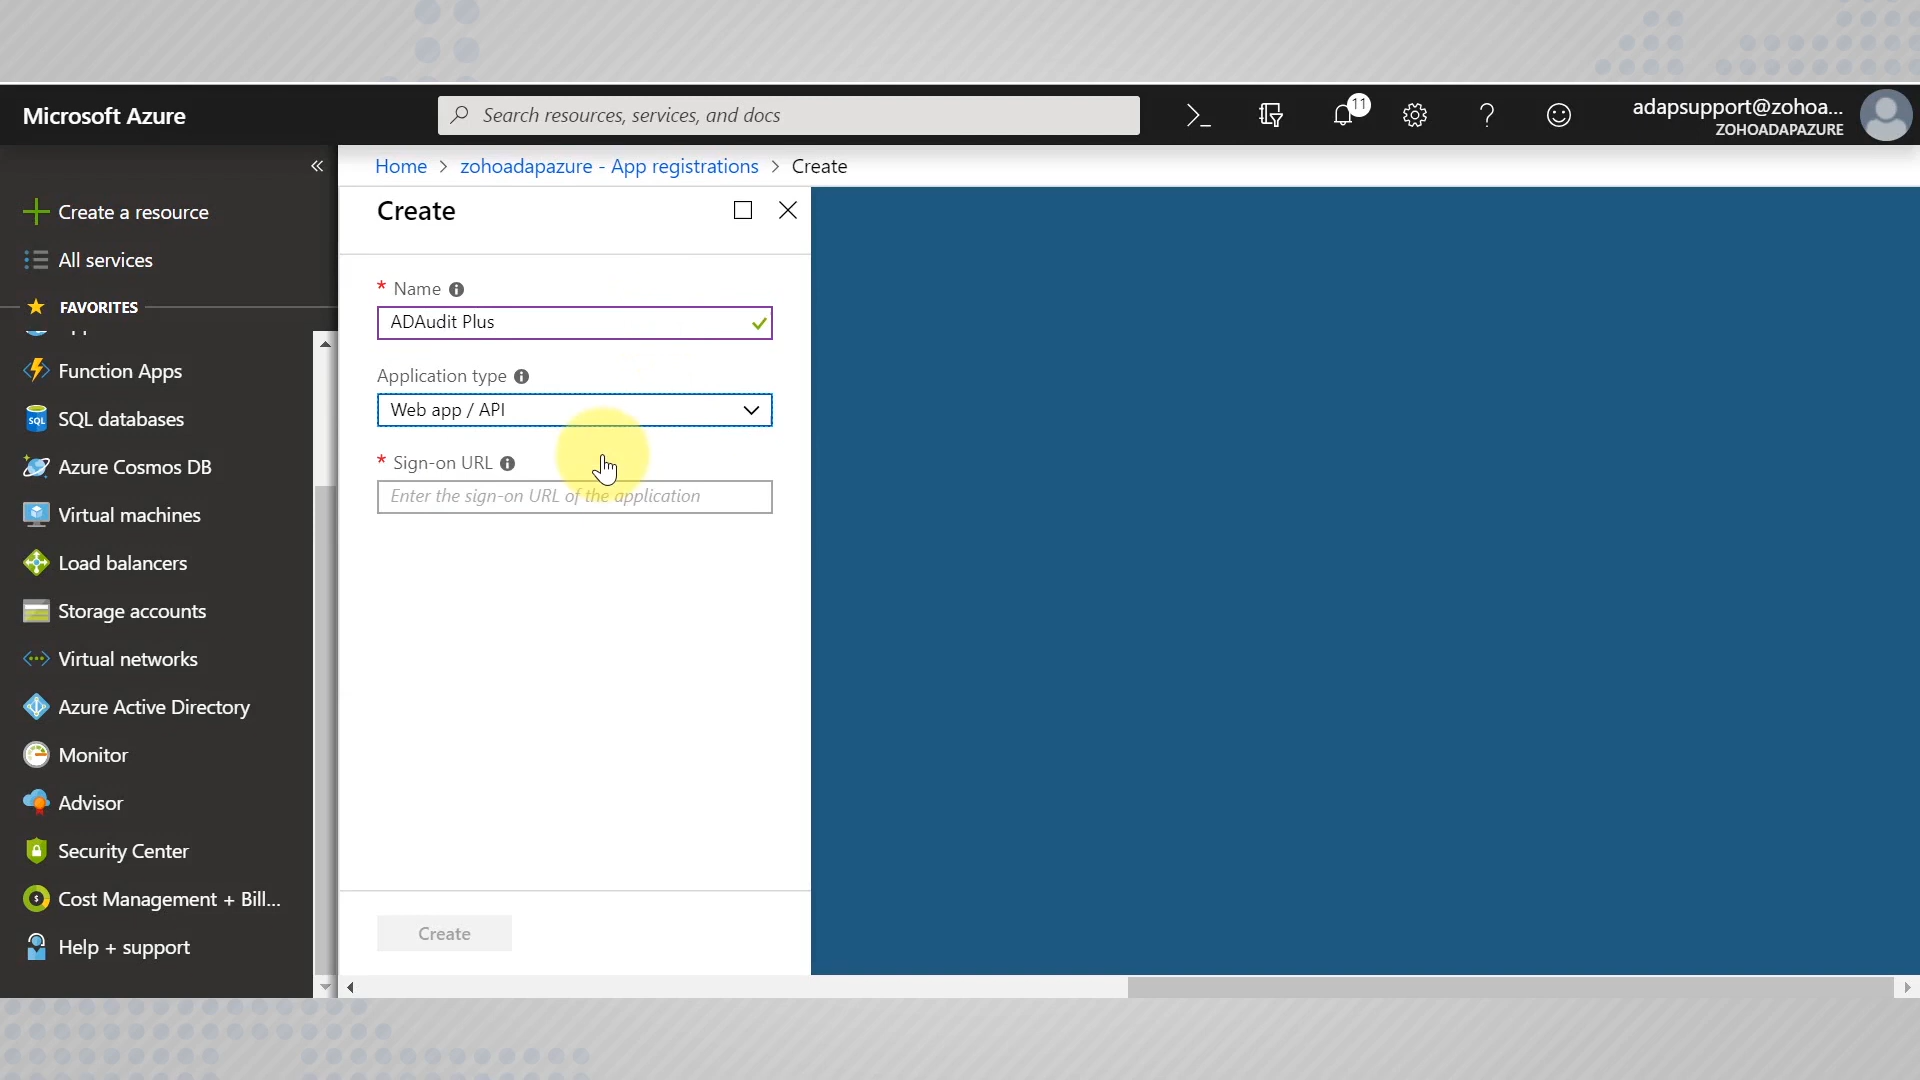 Microsoft Azure
Search resources, services, and docs
11
adapsupport@zohoa...
ZOHOADAPAZURE
Home > zohoadapazure - App registrations > Create
Create a resource
All services
FAVORITES
Function Apps
SQL databases
Azure Cosmos DB
Virtual machines
Load balancers
Storage accounts
Virtual networks
Azure Active Directory
Monitor
Advisor
Security Center
Cost Management + Bill...
Help + support
Create
* Name
ADAudit Plus
Application type
Web app / API
* Sign-on URL
Enter the sign-on URL of the application
Create